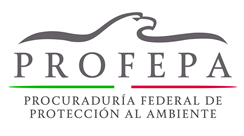 PROFEPA
PROCURADURÍA FEDERAL DE
PROTECCIÓN AL AMBIENTE